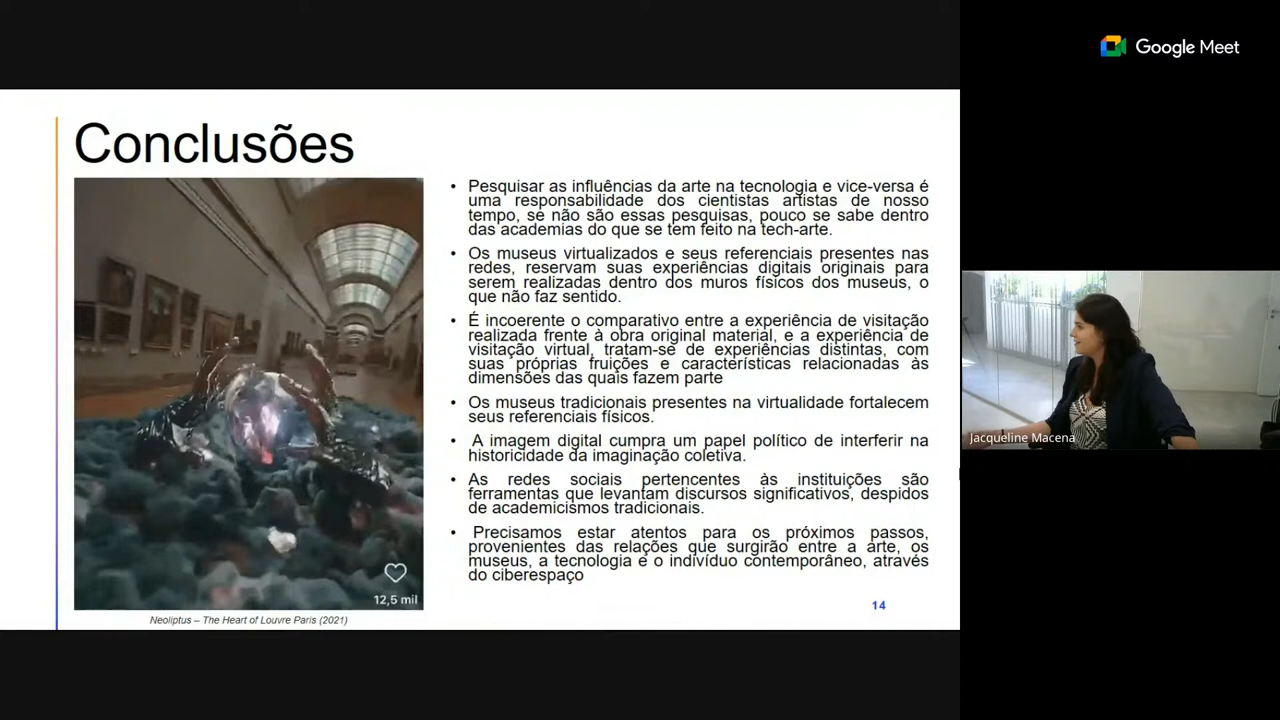 Google Meet
Conclusões
• Pesquisar as influências da arte na tecnologia e vice-versa é
uma responsabilidade dos cientistas artistas de nosso
tempo, se não são essas pesquisas, pouco se sabe dentro
das academias do que se tem feito na tech-arte.
• Os museus virtualizados e seus referenciais presentes nas
redes, reservam suas experiências digitais originais para
serem realizadas dentro dos muros físicos dos museus, o
que não faz sentido.
• É incoerente o comparativo entre a experiência de visitação
realizada frente à obra original material, e a experiência de
visitação virtual, tratam-se de experiências distintas, com
suas próprias fruições e características relacionadas às
dimensões das quais fazem parte
• Os museus tradicionais presentes na virtualidade fortalecem
seus referenciais físicos.
• A imagem digital cumpra um papel político de interferir na
historicidade da imaginação coletiva.
• As redes sociais pertencentes às instituições são
ferramentas que levantam discursos significativos, despidos
de academicismos tradicionais.
• Precisamos estar atentos para os próximos passos,
provenientes das relações que surgirão entre a arte, os
museus, a tecnologia e o indivíduo contemporâneo, através
do ciberespaço
12,5 mil
Neoliptus – The Heart of Louvre Paris (2021)
14
Jacqueline Macena